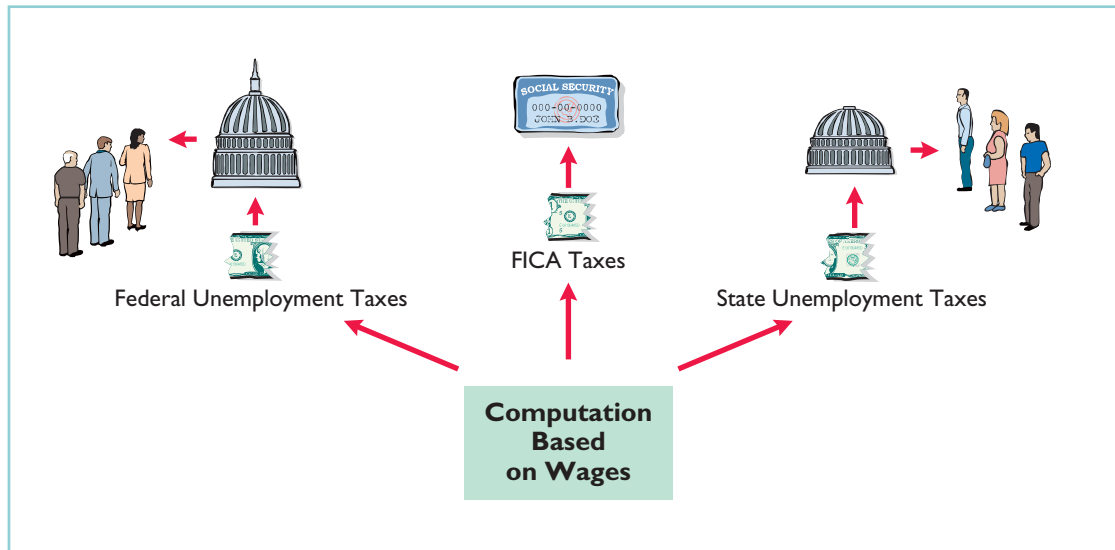 SOCIAL SECURITY
000-00-0000
JOHN B.DOE
FICA Taxes
Federal Unemployment Taxes
State Unemployment Taxes
Computation
Based
on Wages